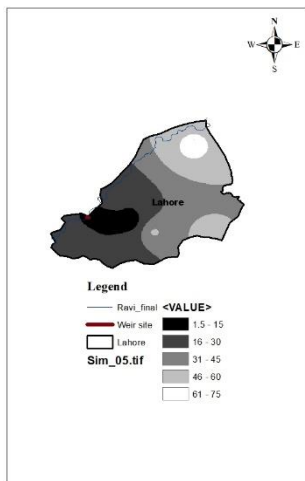 N
W E
S
Lahore
Legend
Ravi_final
Weir site
Lahore
Sim_05.tif
<VALUE>
1.5 - 15
16 - 30
31 - 45
46 - 60
61 - 75